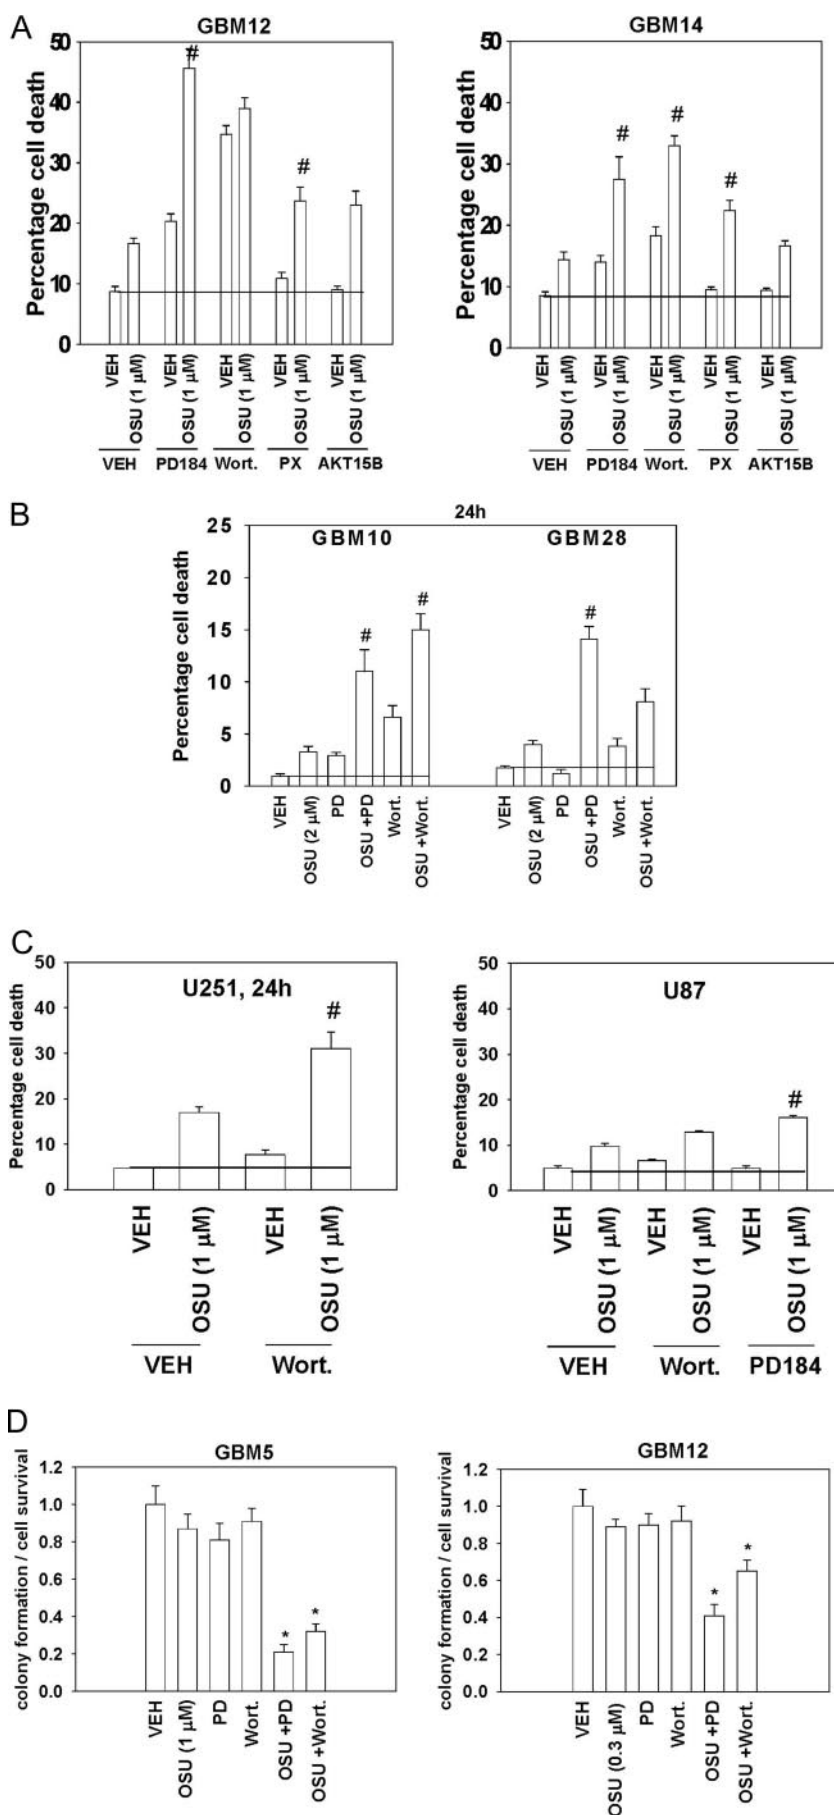 A
GBM12
GBM14
Percentage cell death
50
40
30
20
10
0
#
#
VEH
OSU (1 µM)
VEH
OSU (1 µM)
VEH
OSU (1 µM)
VEH
OSU (1 µM)
VEH
OSU (1 µM)
VEH PD184 Wort. PX AKT15B
Percentage cell death
50
40
30
20
10
0
#
#
#
VEH
OSU (1 µM)
VEH
OSU (1 µM)
VEH
OSU (1 µM)
VEH
OSU (1 µM)
VEH
OSU (1 µM)
VEH PD184 Wort. PX AKT15B
B
24h
GBM10 GBM28
Percentage cell death
25
20
15
10
5
0
#
#
#
VEH
OSU (2 µM)
PD
OSU +PD
Wort.
OSU +Wort.
VEH
OSU (2 µM)
PD
OSU +PD
Wort.
OSU +Wort.
C
U251, 24h
Percentage cell death
50
40
30
20
10
0
#
VEH
OSU (1 µM)
VEH
OSU (1 µM)
VEH Wort.
U87
Percentage cell death
50
40
30
20
10
0
#
VEH
OSU (1 µM)
VEH
OSU (1 µM)
VEH
OSU (1 µM)
VEH Wort. PD184
D
GBM5
colony formation / cell survival
1.2
1.0
0.8
0.6
0.4
0.2
0.0
* *
VEH
OSU (1 µM)
PD
Wort.
OSU +PD
OSU +Wort.
GBM12
colony formation / cell survival
1.2
1.0
0.8
0.6
0.4
0.2
0.0
*
*
VEH
OSU (0.3 µM)
PD
Wort.
OSU +PD
OSU +Wort.